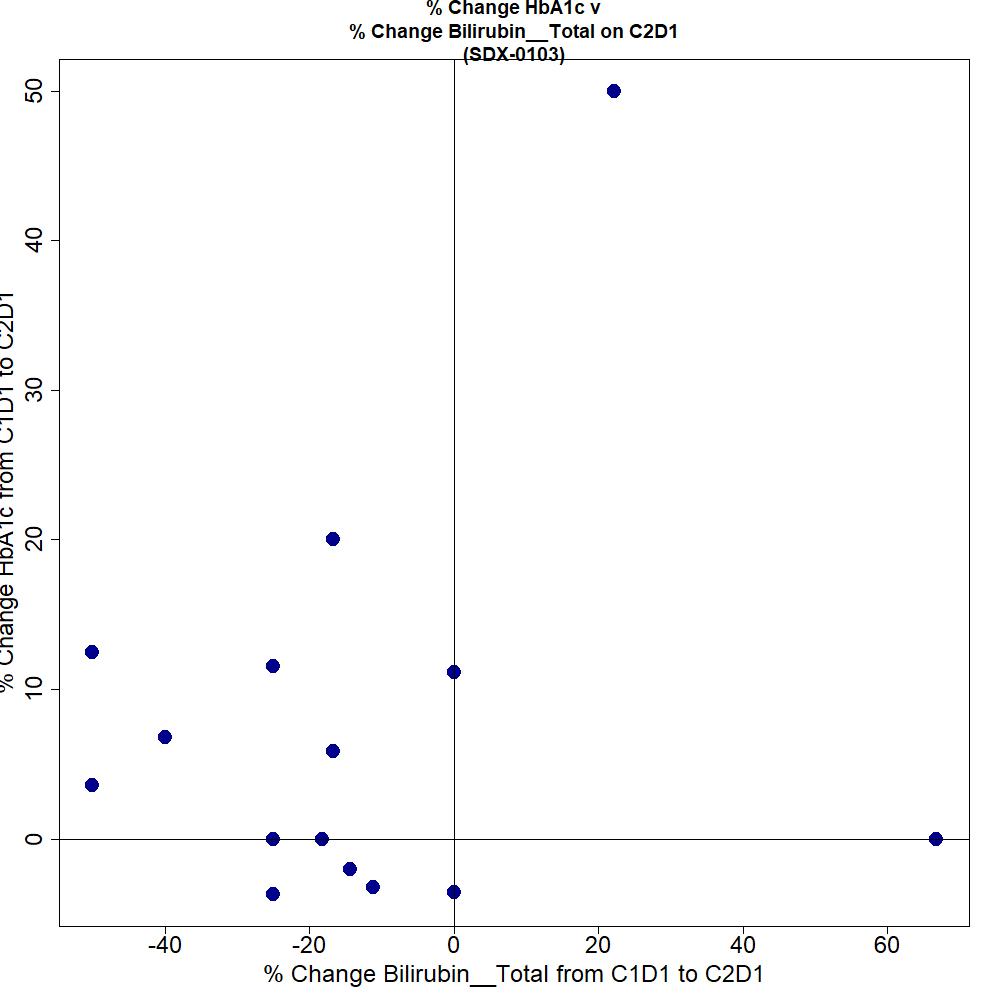 % Change HbA1c v
% Change Bilirubin__Total on C2D1
(SDX-0103)
50
40
30
20
10
0
% Change HbA1c from C1D1 to C2D1
-40
-20
0
20
40
60
% Change Bilirubin__Total from C1D1 to C2D1